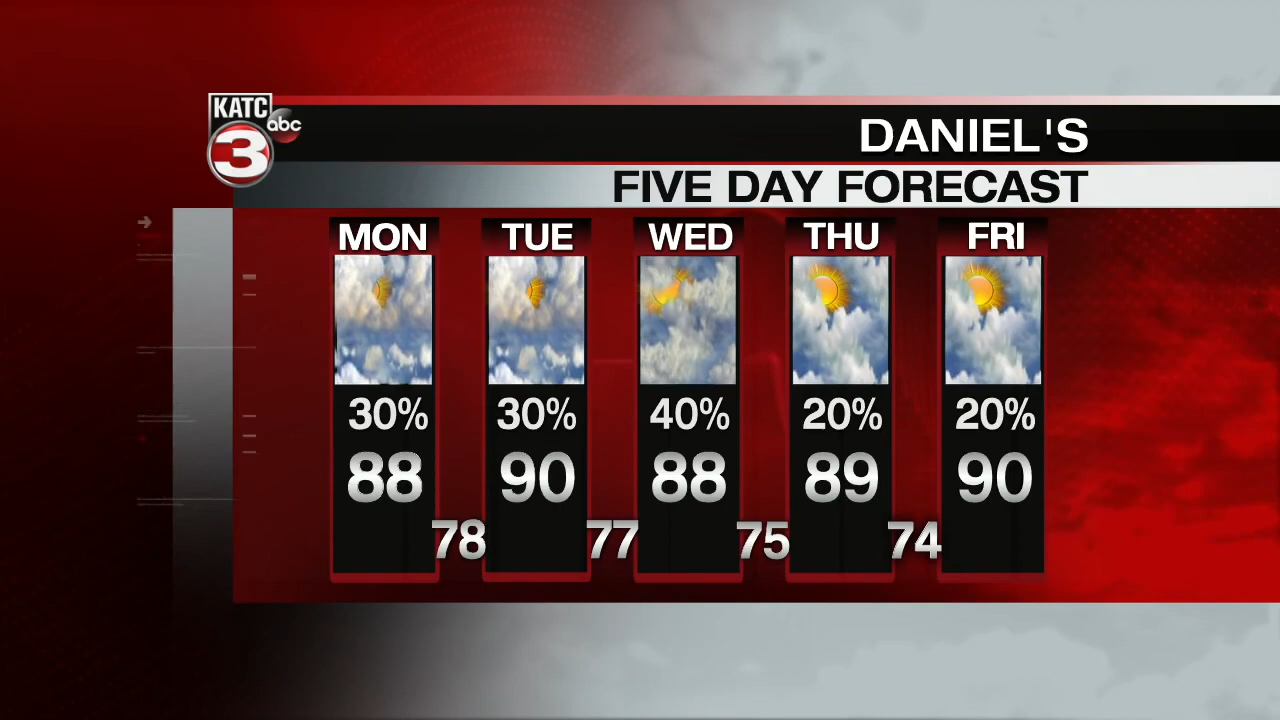 KATC
abc
3
DANIEL'S
FIVE DAY FORECAST
MON TUE WED THU FRI
30% 30% 40% 20% 20%
88 90 88 89 90
78 77 75 74